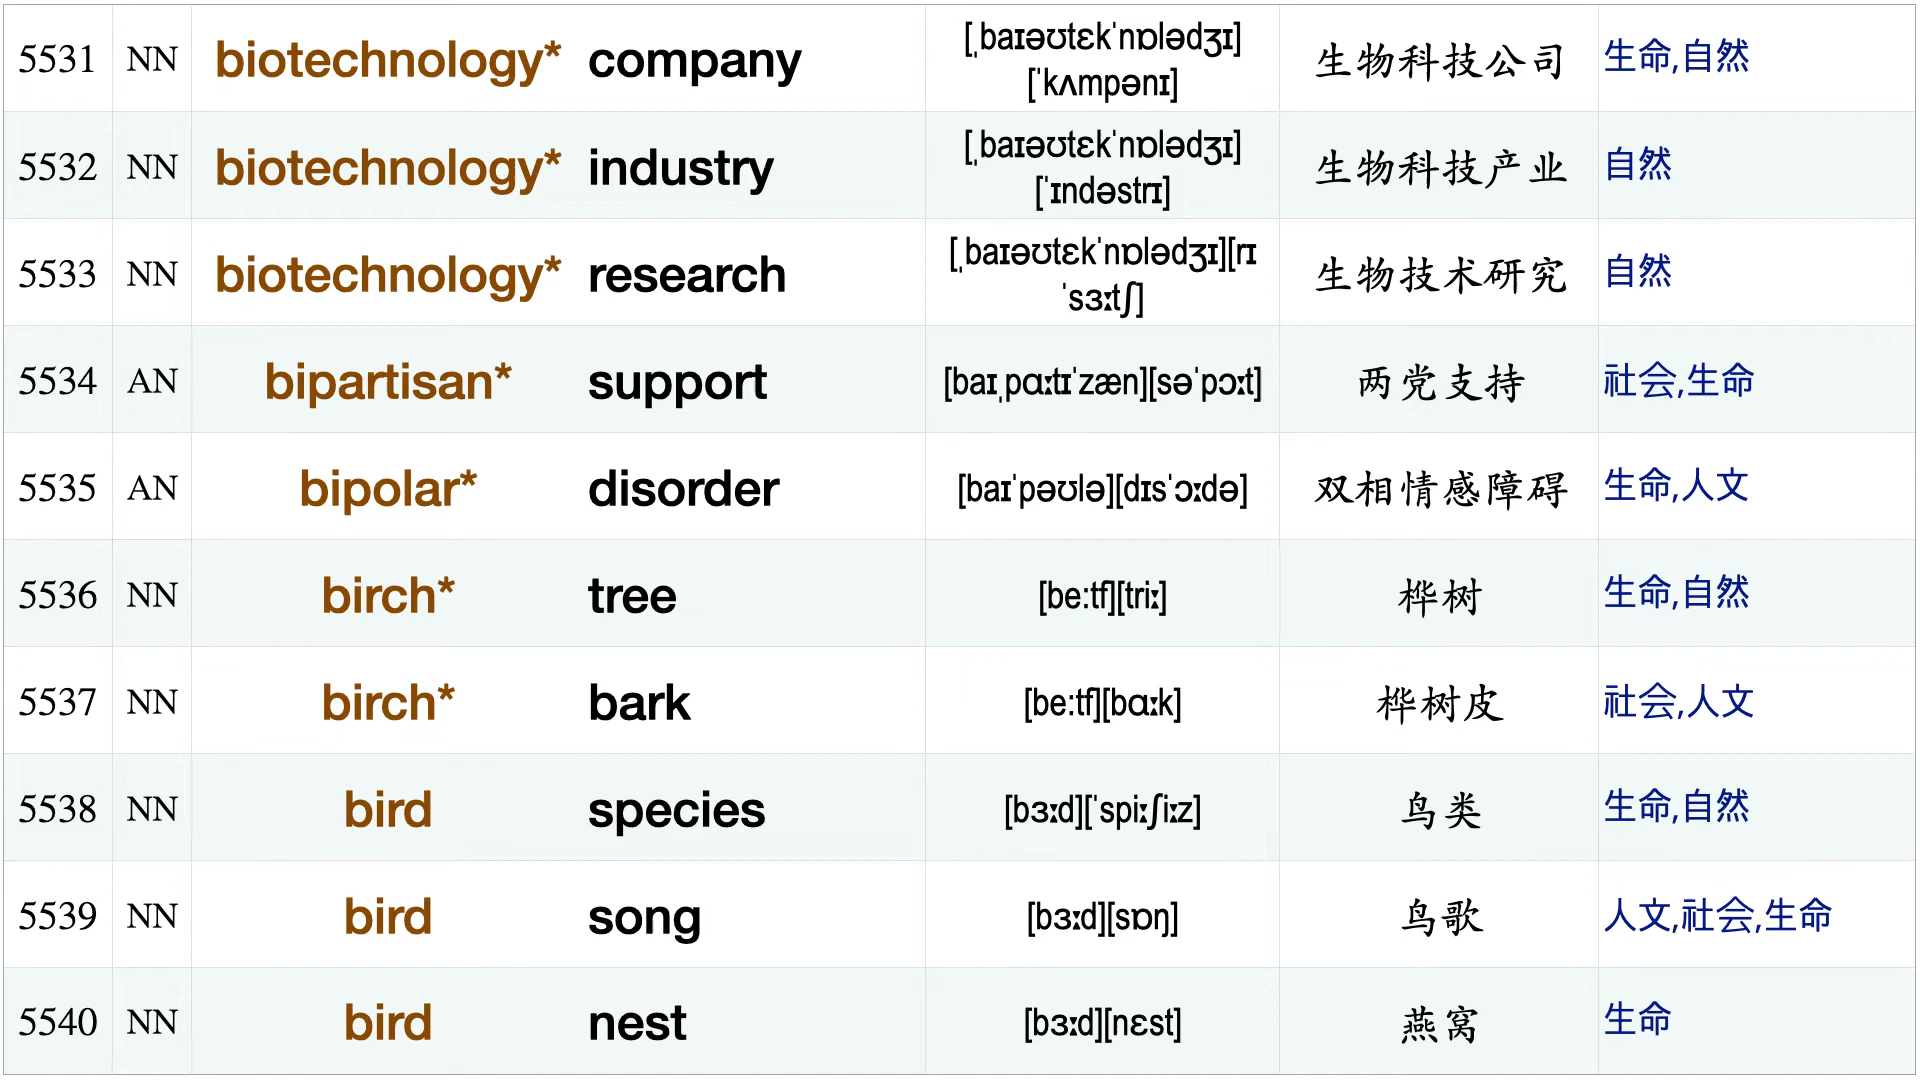 5531 NN biotechnology* company [ˌbaɪəʊtɛkˈnɒlədʒɪ] [ˈkʌmpənɪ] 生物科技公司 生命,自然
5532 NN biotechnology* industry [ˌbaɪəʊtɛkˈnɒlədʒɪ] [ˈɪndəstrɪ] 生物科技产业 自然
5533 NN biotechnology* research [ˌbaɪəʊtɛkˈnɒlədʒɪ][rɪ ˈsɜːtʃ] 生物技术研究 自然
5534 AN bipartisan* support [baɪˌpɑːtɪˈzæn][səˈpɔːt] 两党支持 社会,生命
5535 AN bipolar* disorder [baɪˈpəʊlə][dɪsˈɔːdə] 双相情感障碍 生命,人文
5536 NN birch* tree [be:tf][triː] 桦树 生命,自然
5537 NN birch* bark [be:tf][bɑːk] 桦树皮 社会,人文
5538 NN bird species [bɜːd][ˈspiːʃiːz] 鸟类 生命,自然
5539 NN bird song [bɜːd][sɒŋ] 鸟歌 人文,社会,生命
5540 NN bird nest [bɜːd][nɛst] 燕窝 生命